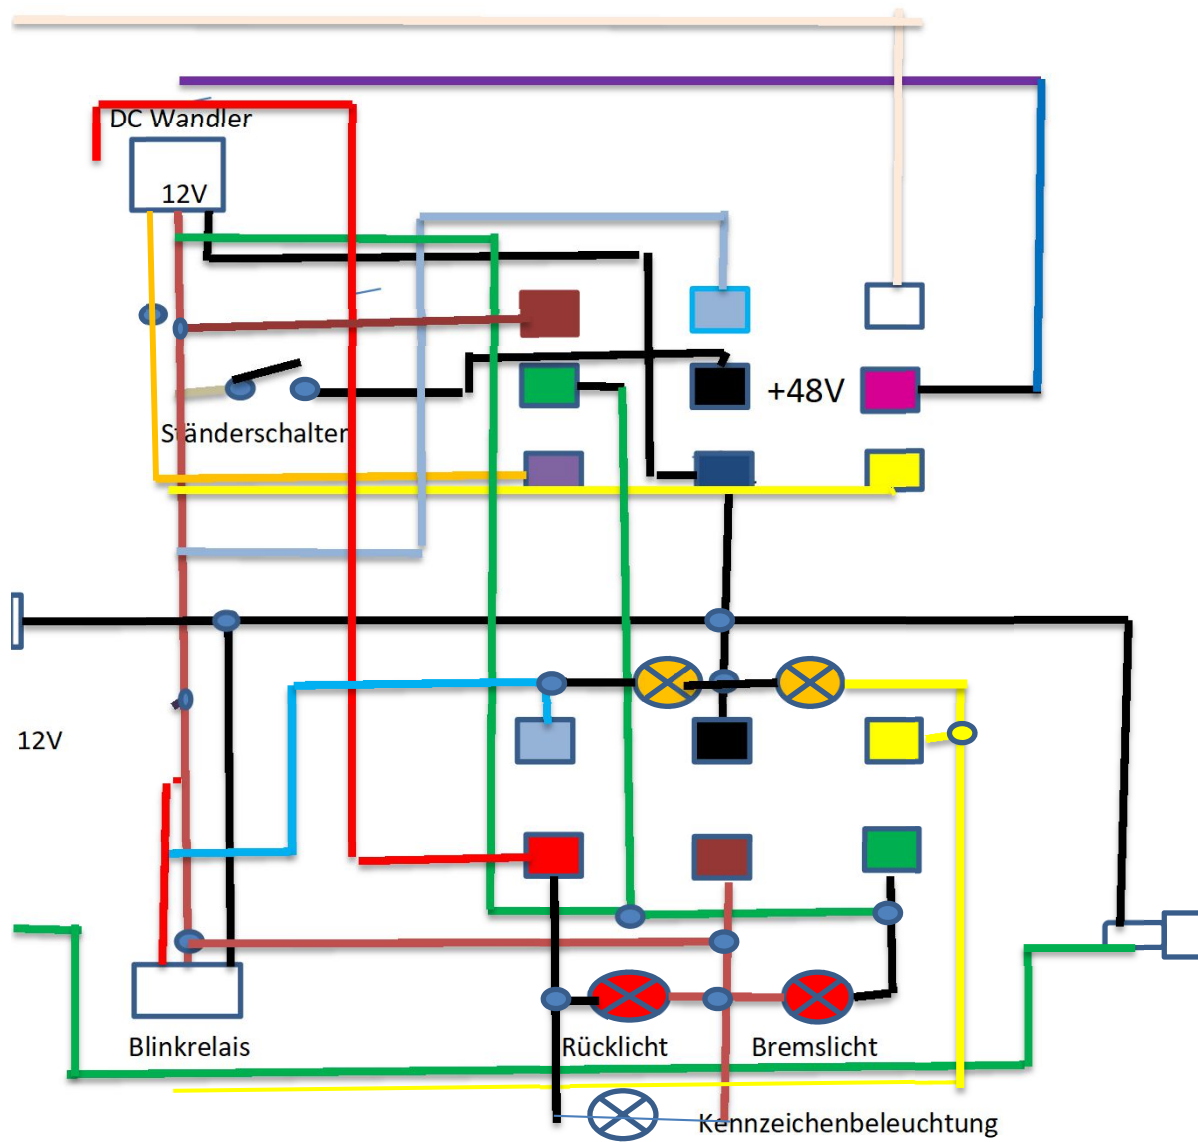 DC Wandler
12V
+48V
Ständerschalter
12V
Blinkrelais
Rücklicht
Bremslicht
Kennzeichenbeleuchtung